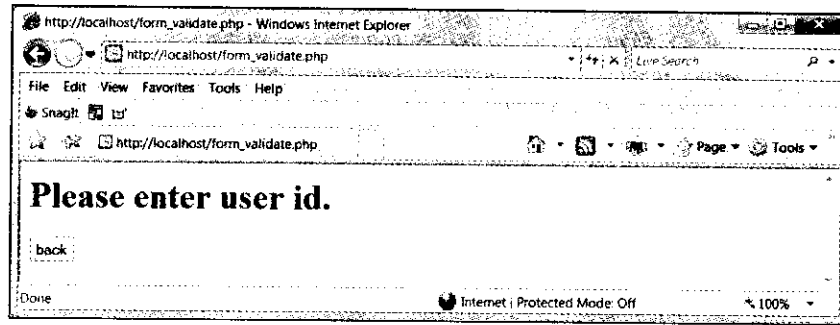 http://localhost/form_validate.php - Windows Internet Explorer
http://localhost/form_validate.php Live Search
File Edit View Favorites Tools Help
SnagIt
http://localhost/form_validate.php Page Tools
Please enter user id.
back
Done Internet | Protected Mode: Off 100%